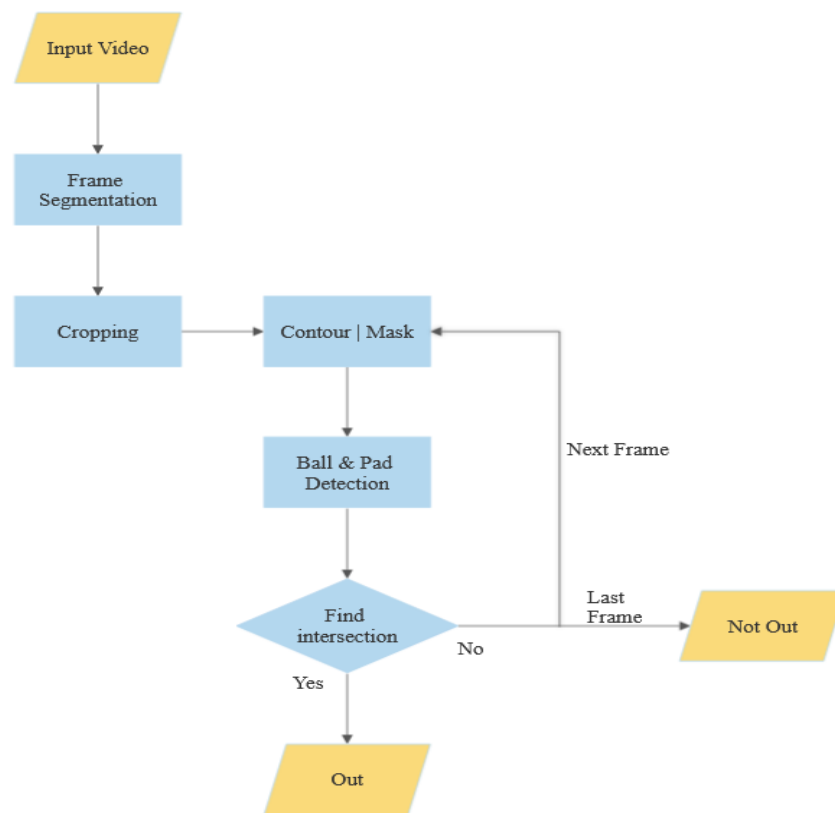 Input Video
Frame
Segmentation
Cropping
Contour | Mask
Ball & Pad
Detection
Next Frame
Find
intersection
No
Last
Frame
Not Out
Yes
Out